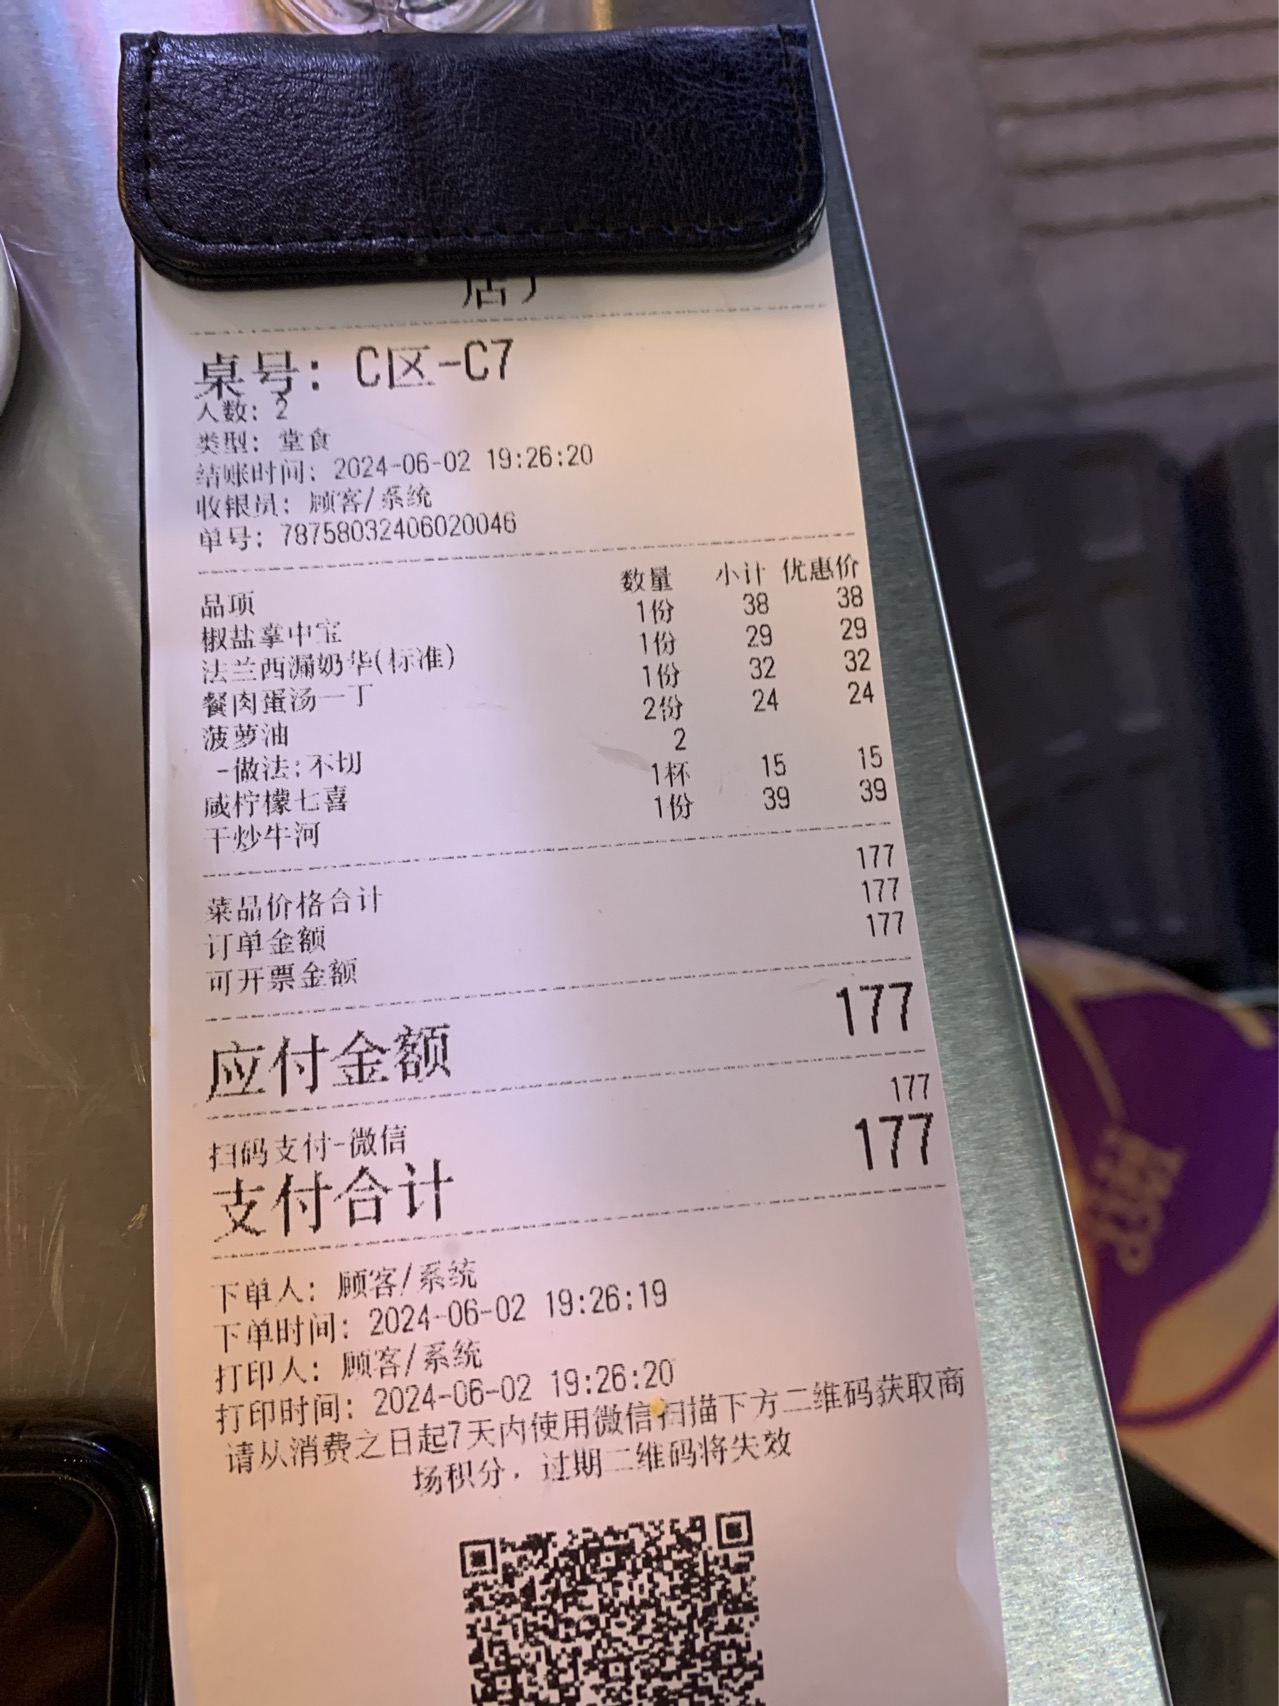 店）
桌号：C区-C7
人数：2
类型：堂食
结账时间：2024-06-02 19:26:20
收银员：顾客/系统
单号：78758032406020046
品项 数量 小计 优惠价
椒盐掌中宝 1份 38 38
法兰西漏奶华(标准) 1份 29 29
餐肉蛋汤一丁 1份 32 32
菠萝油 2份 24 24
-做法:不切 2
咸柠檬七喜 1杯 15 15
干炒牛河 1份 39 39
菜品价格合计 177
订单金额 177
可开票金额 177
应付金额 177
扫码支付-微信 177
支付合计 177
下单人：顾客/系统
下单时间：2024-06-02 19:26:19
打印人：顾客/系统
打印时间：2024-06-02 19:26:20
请从消费之日起7天内使用微信扫描下方二维码获取商
场积分，过期二维码将失效